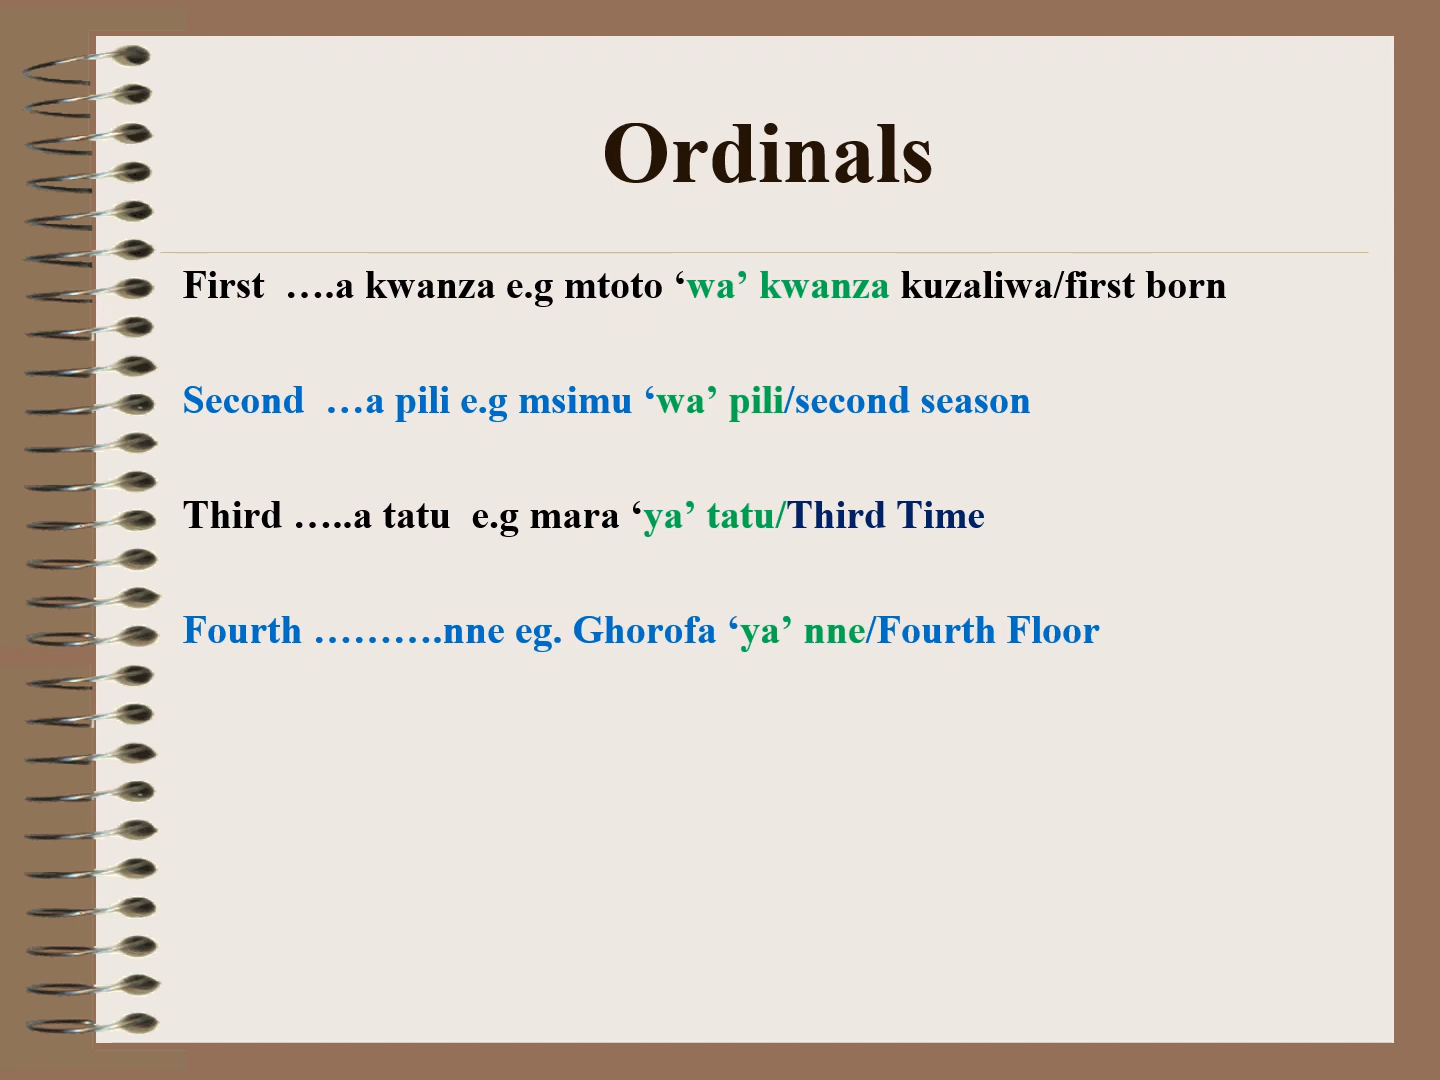 Ordinals
First ….a kwanza e.g mtoto ‘wa’ kwanza kuzaliwa/first born
Second …a pili e.g msimu ‘wa’ pili/second season
Third …..a tatu e.g mara ‘ya’ tatu/Third Time
Fourth ……….nne eg. Ghorofa ‘ya’ nne/Fourth Floor